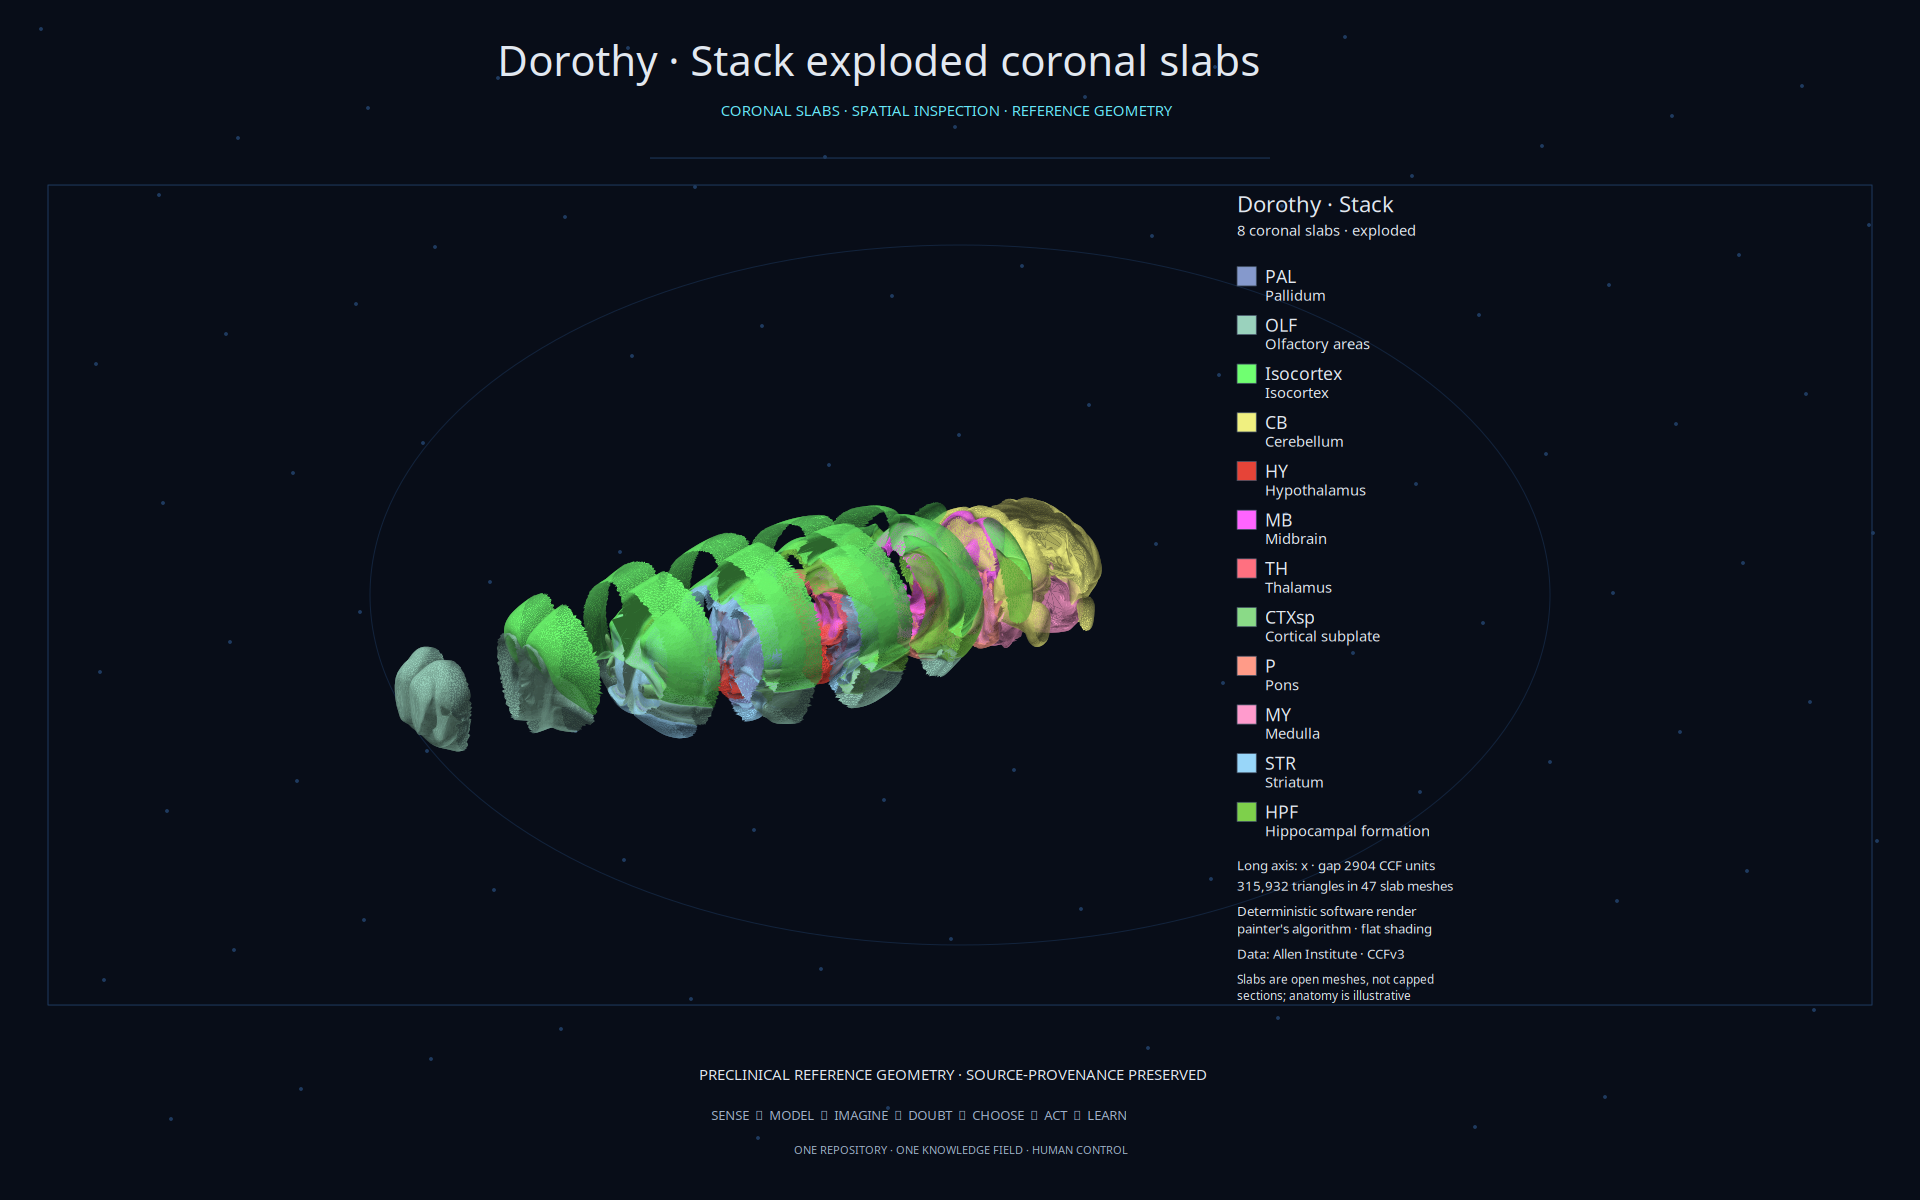 Dorothy · Stack exploded coronal slabs
CORONAL SLABS · SPATIAL INSPECTION · REFERENCE GEOMETRY
Dorothy · Stack
8 coronal slabs · exploded
PAL
Pallidum
OLF
Olfactory areas
Isocortex
Isocortex
CB
Cerebellum
HY
Hypothalamus
MB
Midbrain
TH
Thalamus
CTXsp
Cortical subplate
P
Pons
MY
Medulla
STR
Striatum
HPF
Hippocampal formation
Long axis: x · gap 2904 CCF units
315,932 triangles in 47 slab meshes
Deterministic software render
painter's algorithm · flat shading
Data: Allen Institute · CCFv3
Slabs are open meshes, not capped
sections; anatomy is illustrative
PRECLINICAL REFERENCE GEOMETRY · SOURCE-PROVENANCE PRESERVED
SENSE ▯ MODEL ▯ IMAGINE ▯ DOUBT ▯ CHOOSE ▯ ACT ▯ LEARN
ONE REPOSITORY · ONE KNOWLEDGE FIELD · HUMAN CONTROL